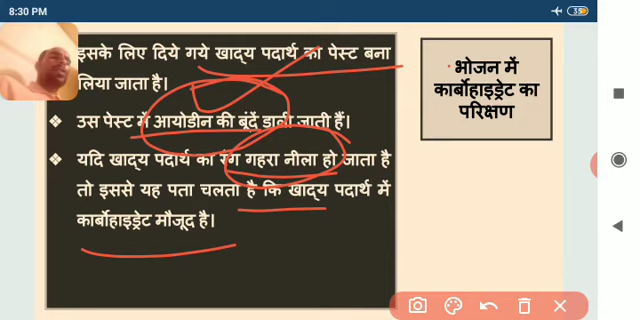 8:30 PM
35
इसके लिए दिये गये खाद्य पदार्थ का पेस्ट बना
लिया जाता है।
❖ उस पेस्ट में आयोडीन की बूंदें डाली जाती हैं।
❖ यदि खाद्य पदार्थ का रंग गहरा नीला हो जाता है
तो इससे यह पता चलता है कि खाद्य पदार्थ में
कार्बोहाइड्रेट मौजूद है।
भोजन में
कार्बोहाइड्रेट का
परिक्षण